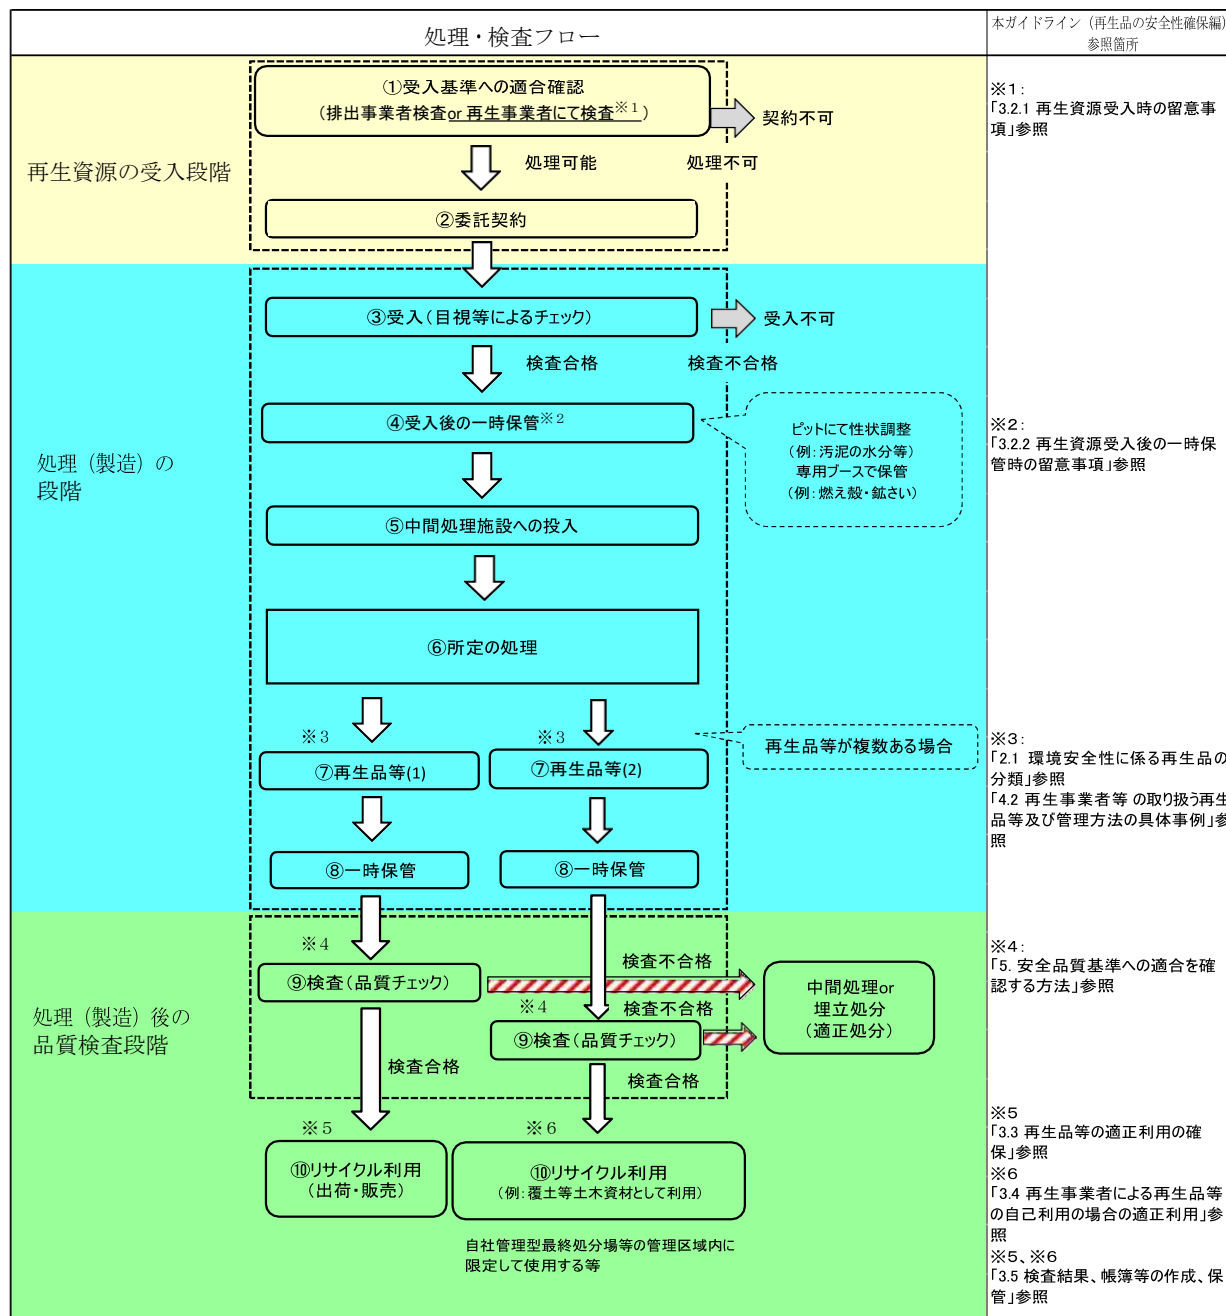 処理・検査フロー
本ガイドライン（再生品の安全性確保編）
参照箇所
再生資源の受入段階
①受入基準への適合確認
（排出事業者検査or 再生事業者にて検査※1）
契約不可
処理可能
処理不可
②委託契約
※1：
「3.2.1 再生資源受入時の留意事
項」参照
処理（製造）の
段階
③受入（目視等によるチェック）
受入不可
検査合格
検査不合格
④受入後の一時保管※2
ピットにて性状調整
（例：汚泥の水分等）
専用ブースで保管
（例：燃え殻・鉱さい）
※2：
「3.2.2 再生資源受入後の一時保
管時の留意事項」参照
⑤中間処理施設への投入
⑥所定の処理
※3
※3
再生品等が複数ある場合
⑦再生品等(1)
⑦再生品等(2)
⑧一時保管
⑧一時保管
※3：
「2.1 環境安全性に係る再生品の
分類」参照
「4.2 再生事業者等 の取り扱う再生
品等及び管理方法の具体事例」参
照
処理（製造）後の
品質検査段階
※4
⑨検査（品質チェック）
検査不合格
※4
検査不合格
⑨検査（品質チェック）
中間処理or
埋立処分
（適正処分）
検査合格
検査合格
※4：
「5. 安全品質基準への適合を確
認する方法」参照
※5
※6
⑩リサイクル利用
（出荷・販売）
⑩リサイクル利用
（例：覆土等土木資材として利用）
自社管理型最終処分場等の管理区域内に
限定して使用する等
※5
「3.3 再生品等の適正利用の確
保」参照
※6
「3.4 再生事業者による再生品等
の自己利用の場合の適正利用」参
照
※5、※6
「3.5 検査結果、帳簿等の作成、保
管」参照